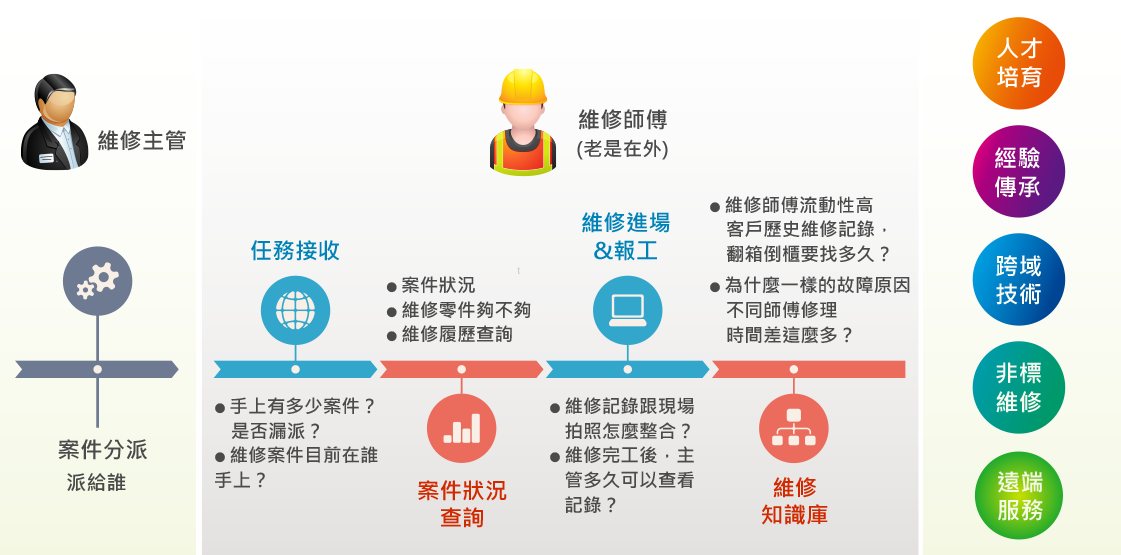 維修主管
案件分派
派給誰
維修師傅
(老是在外)
任務接收
● 手上有多少案件？
是否漏派？
● 維修案件目前在誰
手上？
● 案件狀況
● 維修零件夠不夠
● 維修履歷查詢
案件狀況
查詢
維修進場
&報工
● 維修記錄跟現場
拍照怎麼整合？
● 維修完工後，主
管多久可以查看
記錄？
● 維修師傅流動性高
客戶歷史維修記錄，
翻箱倒櫃要找多久？
● 為什麼一樣的故障原因
不同師傅修理
時間差這麼多？
維修
知識庫
人才
培育
經驗
傳承
跨域
技術
非標
維修
遠端
服務